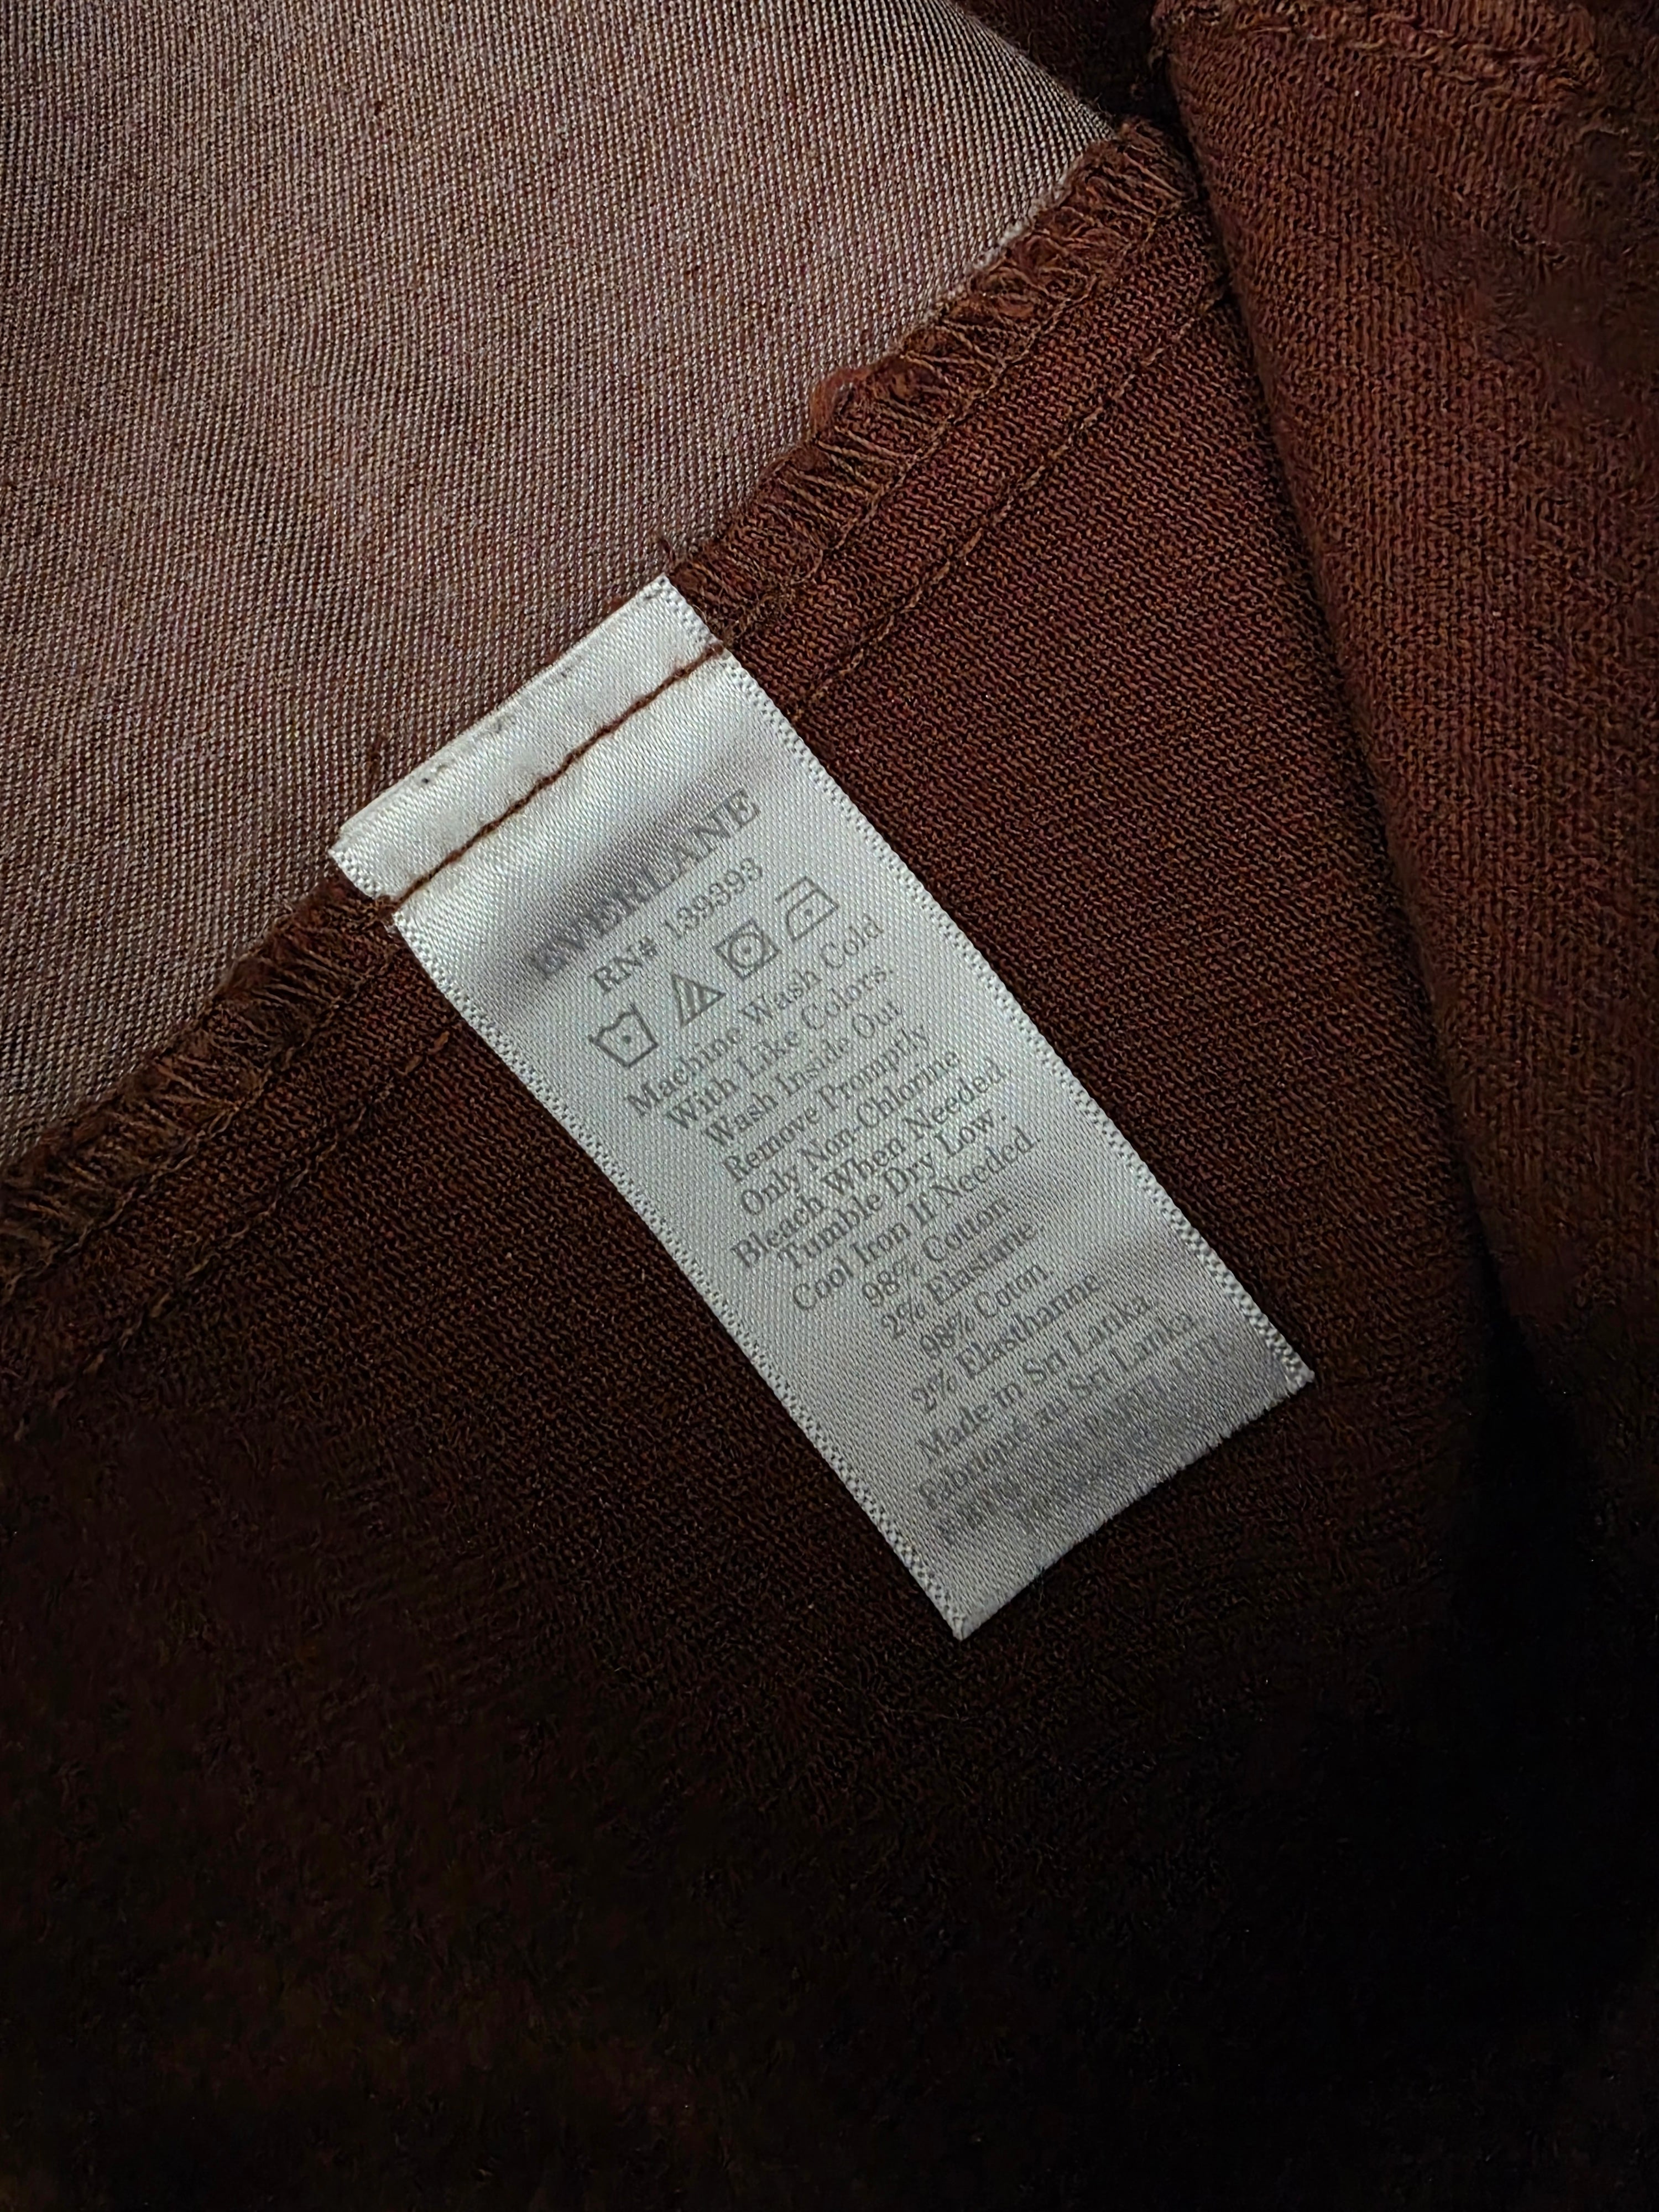 EVERLANE
RN# 139393
Machine Wash Cold
With Like Colors.
Wash Inside Out
Remove Promptly
Only Non-Chlorine
Bleach When Needed
Tumble Dry Low.
Cool Iron If Needed.
98% Cotton
2% Elastane
98% Coton
2% Elasthanne
Made in Sri Lanka
Fabriqué au Sri Lanka